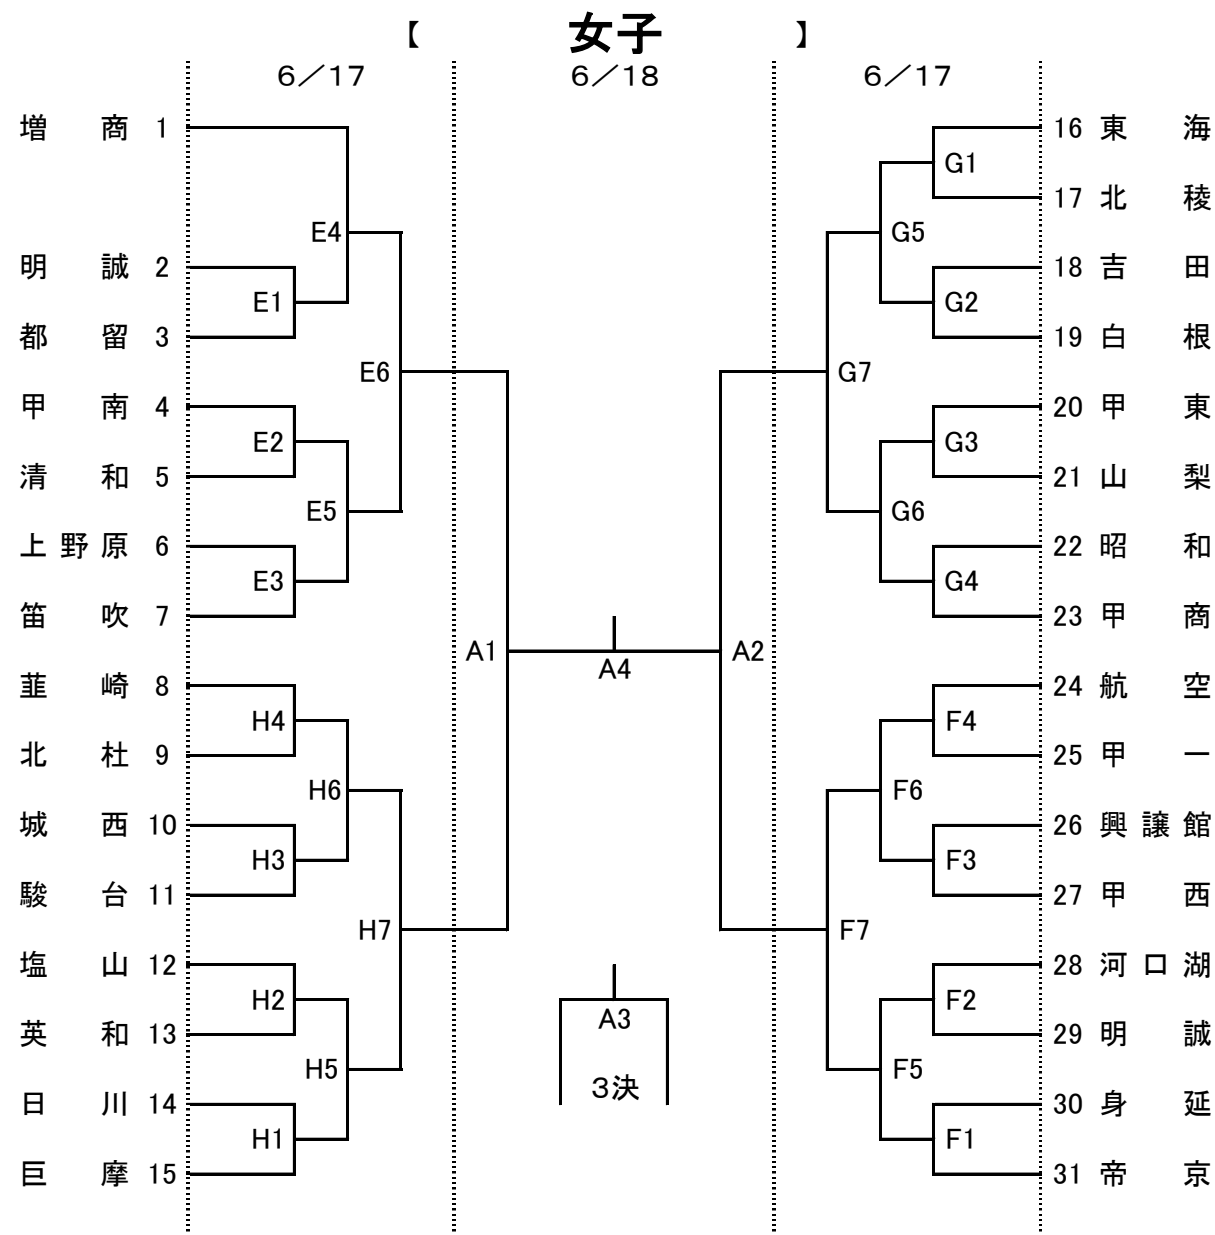 【 女子 】
6／17 6／18 6／17
増商 1
明誠 2
都留 3
甲南 4
清和 5
上野原 6
笛吹 7
韮崎 8
北杜 9
城西 10
駿台 11
塩山 12
英和 13
日川 14
巨摩 15
E4
E1
E6
E2
E5
E3
H4
H6
H3
H7
H2
H5
H1
A1
A4
A2
A3
3決
G1
G5
G2
G7
G3
G6
G4
F4
F6
F3
F7
F2
F5
F1
16 東海
17 北稜
18 吉田
19 白根
20 甲東
21 山梨
22 昭和
23 甲商
24 航空
25 甲一
26 興譲館
27 甲西
28 河口湖
29 明誠
30 身延
31 帝京